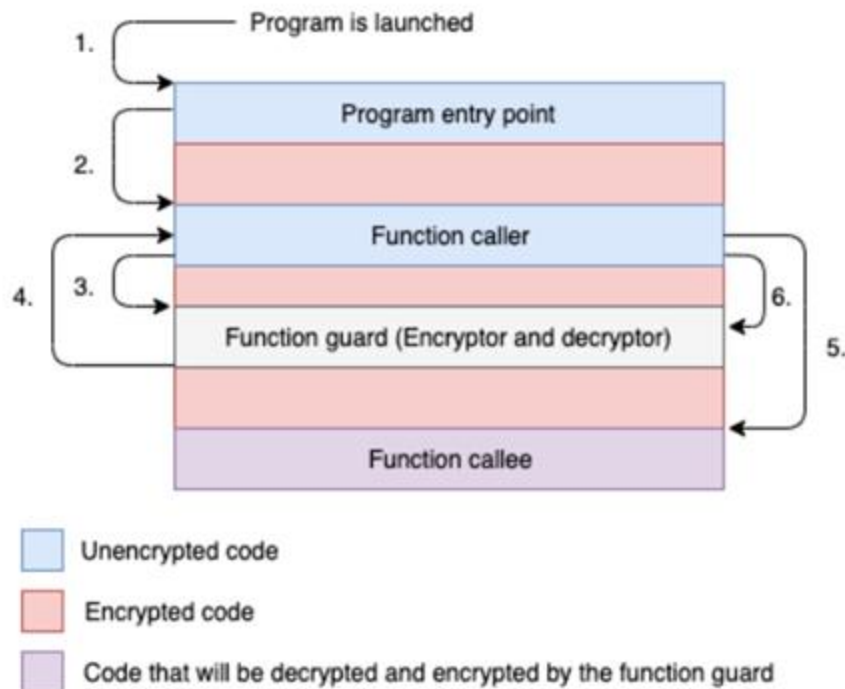 Program is launched
1.
Program entry point
2.
Function caller
3.
4.
6.
Function guard (Encryptor and decryptor)
5.
Function callee
Unencrypted code
Encrypted code
Code that will be decrypted and encrypted by the function guard